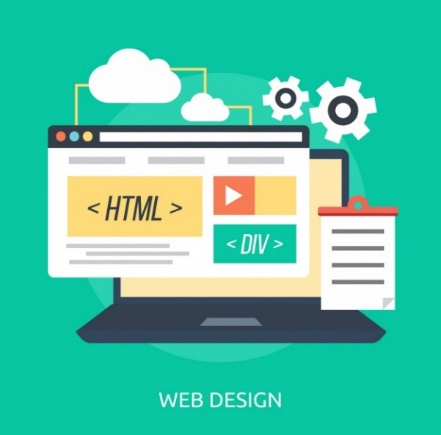 < HTML >
< DIV >
WEB DESIGN